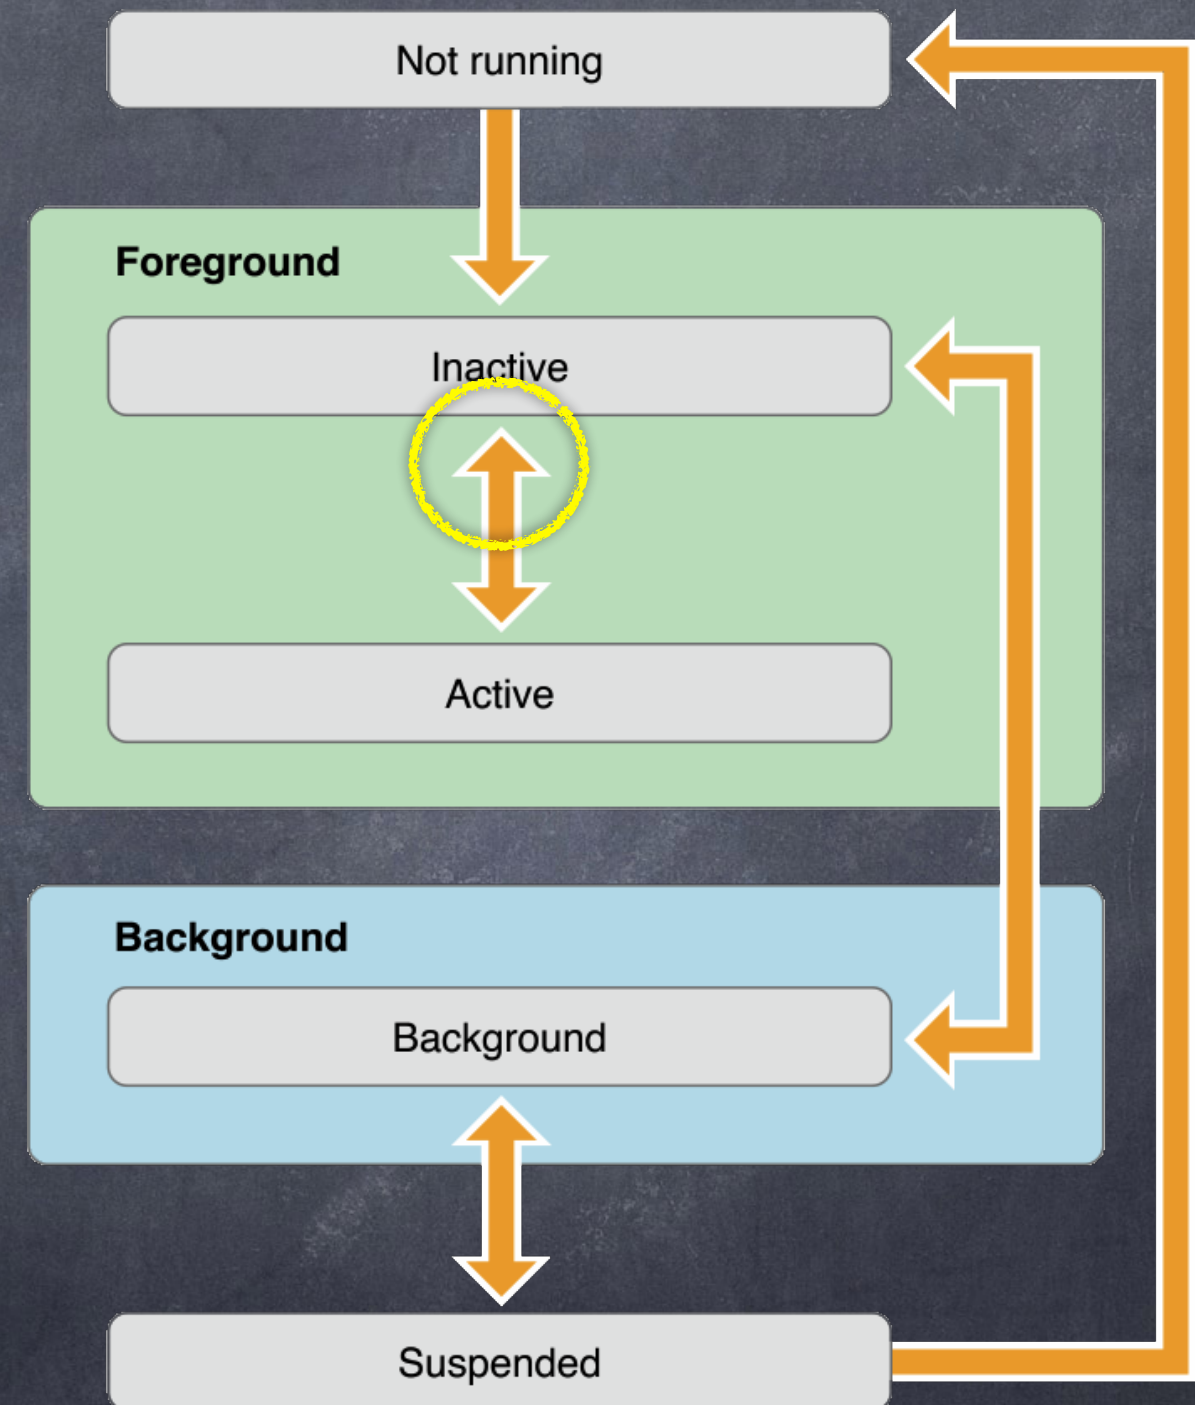 Not running
Foreground
Inactive
Active
Background
Background
Suspended